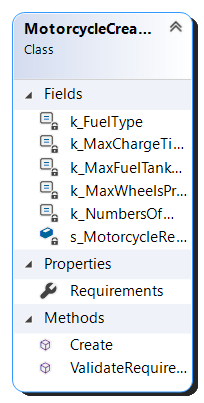 MotorcycleCrea...
Class
Fields
k_FuelType
k_MaxChargeTi...
k_MaxFuelTank...
k_MaxWheelsPr...
k_NumbersOf...
s_MotorcycleRe...
Properties
Requirements
Methods
Create
ValidateRequire...